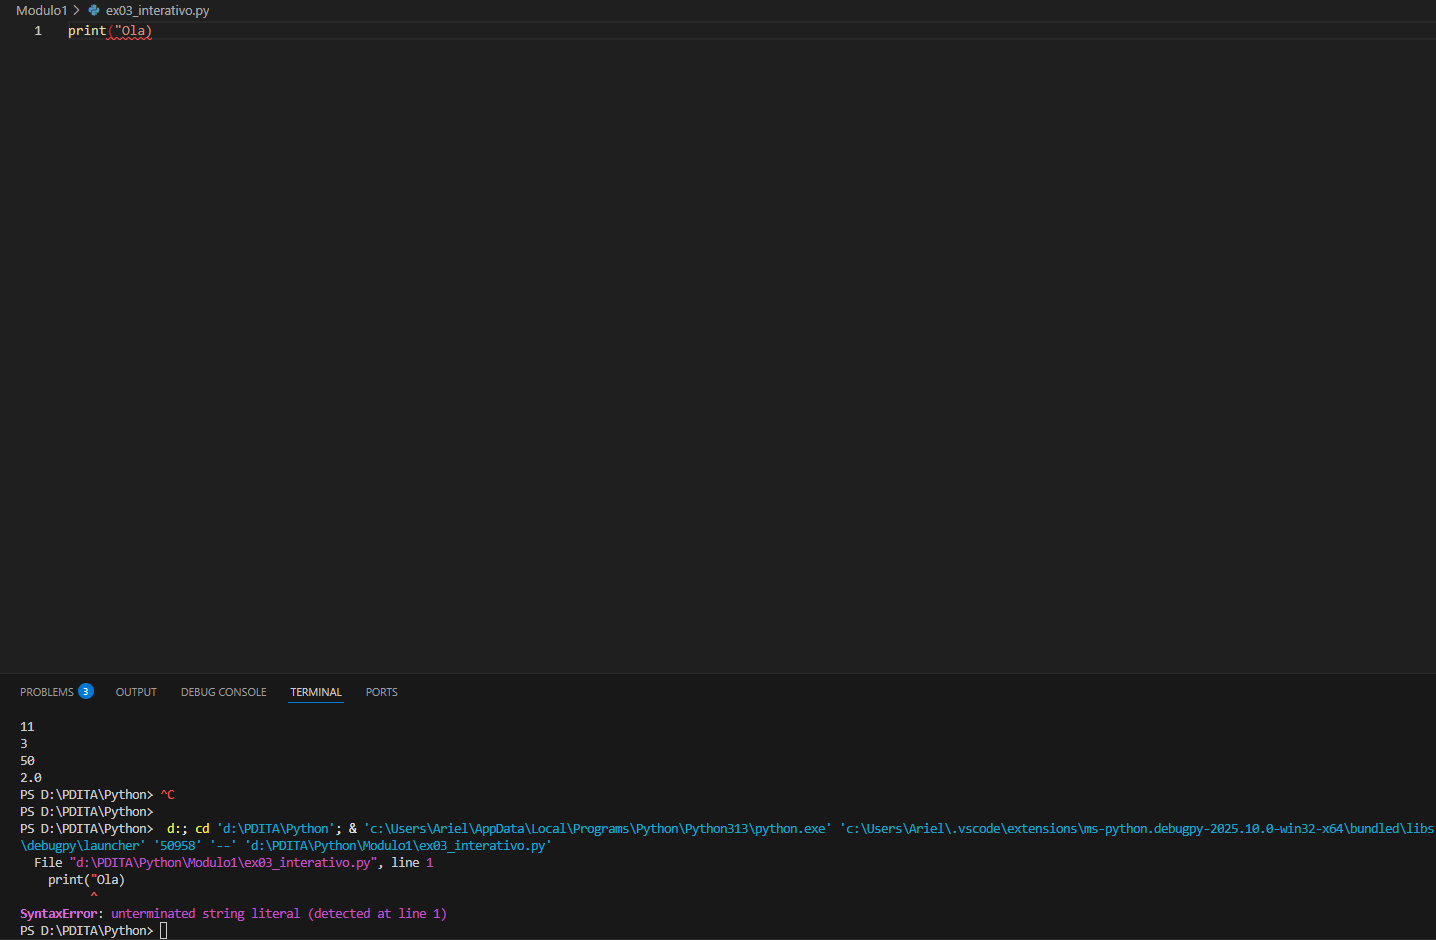 Modulo1 > ex03_interativo.py
1 print("Ola)
PROBLEMS 3 OUTPUT DEBUG CONSOLE TERMINAL PORTS
11
3
50
2.0
PS D:\PDITA\Python> ^C
PS D:\PDITA\Python>
PS D:\PDITA\Python>  d:; cd 'd:\PDITA\Python'; & 'c:\Users\Ariel\AppData\Local\Programs\Python\Python313\python.exe' 'c:\Users\Ariel\.vscode\extensions\ms-python.debugpy-2025.10.0-win32-x64\bundled\libs
\debugpy\launcher' '50958' '--' 'd:\PDITA\Python\Modulo1\ex03_interativo.py'
  File "d:\PDITA\Python\Modulo1\ex03_interativo.py", line 1
    print("Ola)
          ^
SyntaxError: unterminated string literal (detected at line 1)
PS D:\PDITA\Python>